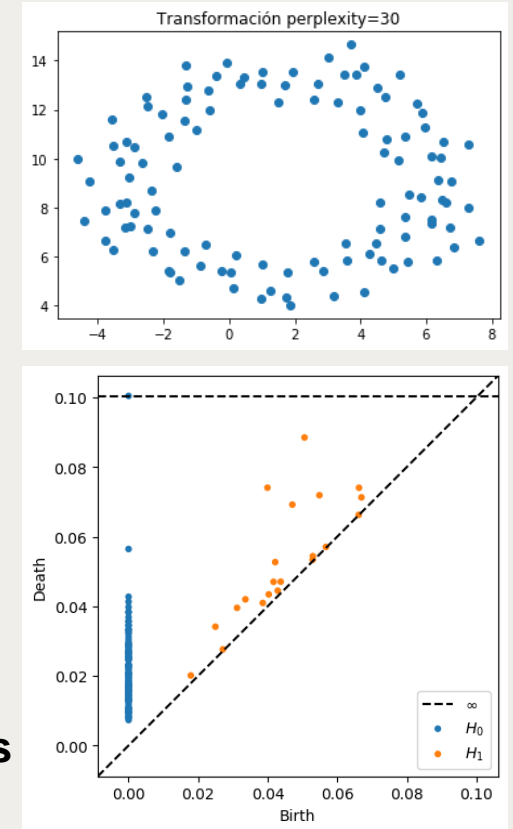 Transformación perplexity=30
14
12
10
8
6
4
−4 −2 0 2 4 6 8
0.10
0.08
0.06
0.04
0.02
0.00
Death
∞
H₀
H₁
0.00 0.02 0.04 0.06 0.08 0.10
Birth
s